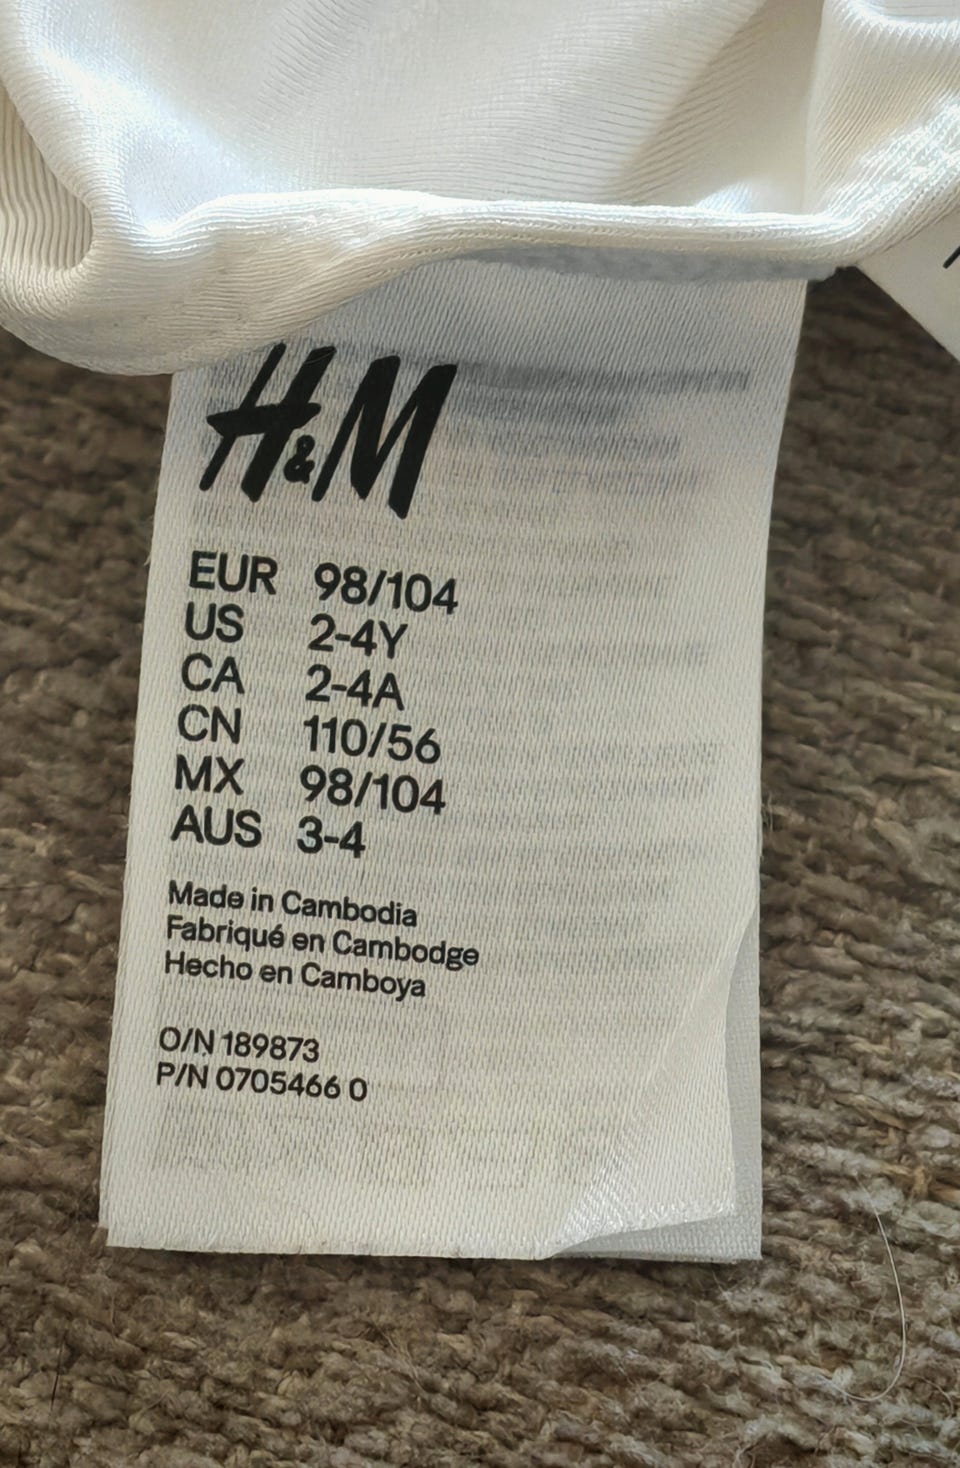 H&M
EUR 98/104
US 2-4Y
CA 2-4A
CN 110/56
MX 98/104
AUS 3-4
Made in Cambodia
Fabriqué en Cambodge
Hecho en Camboya
O/N 189873
P/N 0705466 0